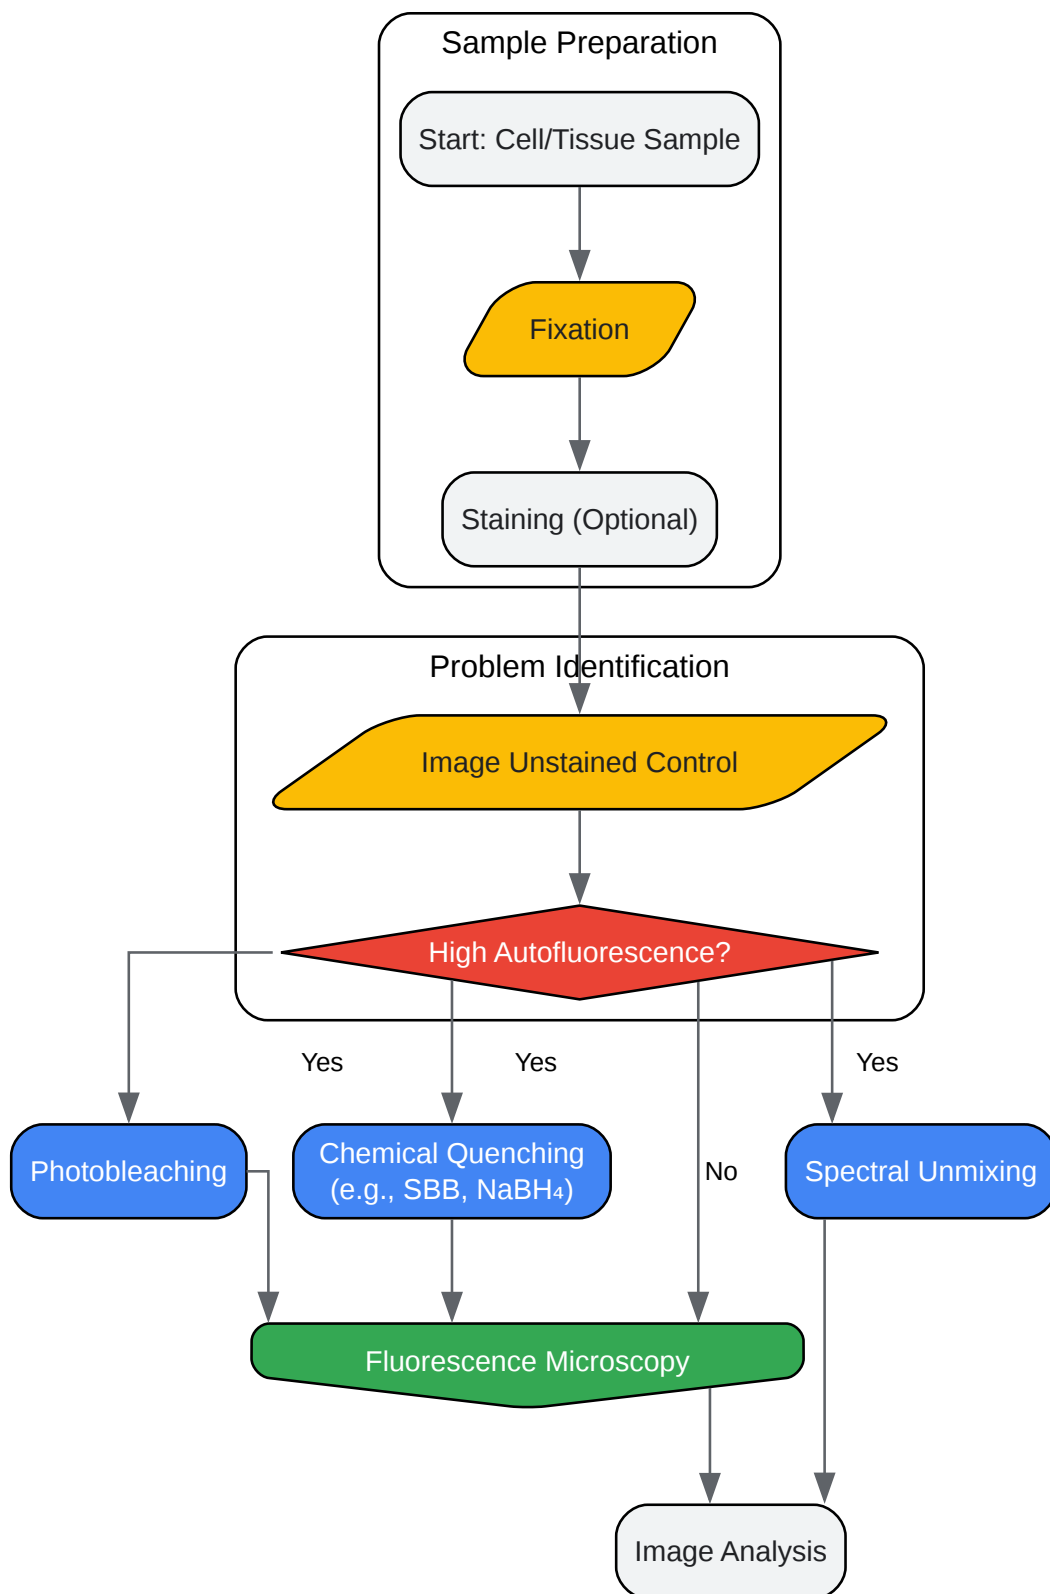 Sample Preparation
Start: Cell/Tissue Sample
Fixation
Staining (Optional)
Problem Identification
Image Unstained Control
High Autofluorescence?
Yes
Yes
Yes
Photobleaching
Chemical Quenching
(e.g., SBB, NaBH₄)
No
Spectral Unmixing
Fluorescence Microscopy
Image Analysis